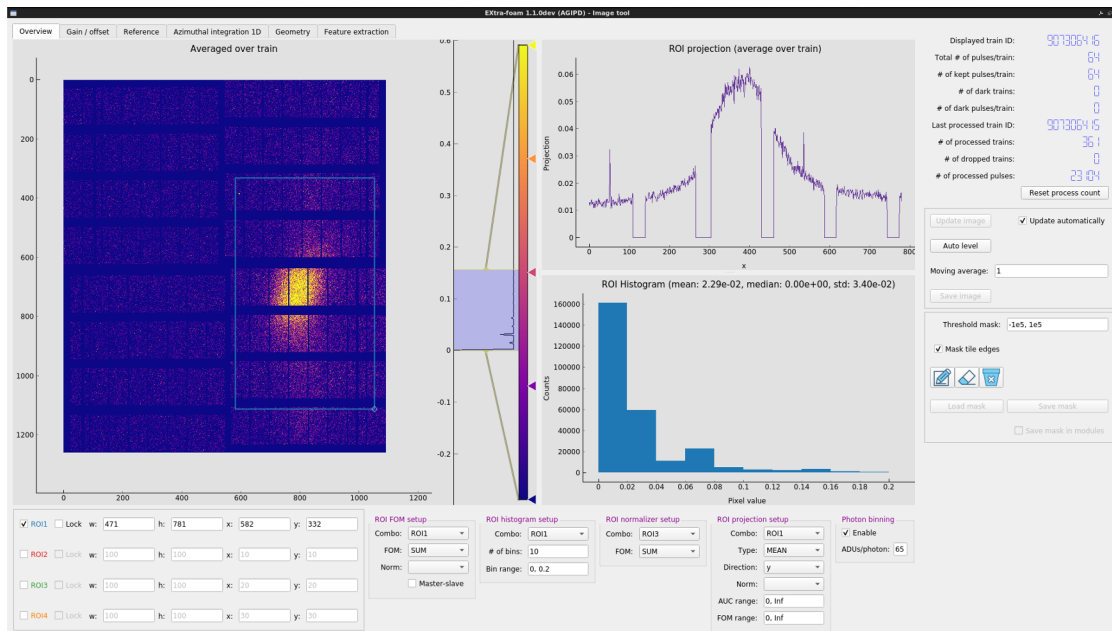 EXtra-foam 1.1.0dev (AGIPD) - Image tool
Overview Gain / offset Reference Azimuthal integration 1D Geometry Feature extraction
Averaged over train
0
200
400
600
800
1000
1200
0 200 400 600 800 1000
0.6
0.5
0.4
0.3
0.2
0.1
0
-0.1
-0.2
ROI projection (average over train)
Projection
0.06
0.05
0.04
0.03
0.02
0.01
0
0 100 200 300 400 500 600 700 800
x
ROI Histogram (mean: 2.29e-02, median: 0.00e+00, std: 3.40e-02)
Counts
160000
140000
120000
100000
80000
60000
40000
20000
0
0 0.02 0.04 0.06 0.08 0.1 0.12 0.14 0.16 0.18 0.2
Pixel value
Displayed train ID: 907306416
Total # of pulses/train: 64
# of kept pulses/train: 64
# of dark trains: 0
# of dark pulses/train: 0
Last processed train ID: 907306415
# of processed trains: 361
# of dropped trains: 0
# of processed pulses: 23104
Reset process count
Update image Update automatically
Auto level
Moving average: 1
Save image
Threshold mask: -1e5, 1e5
Mask tile edges
Load mask Save mask
Save mask in modules
ROI1 Lock w: 471 h: 781 x: 582 y: 332
ROI2 Lock w: 100 h: 100 x: 10 y: 10
ROI3 Lock w: 100 h: 100 x: 20 y: 20
ROI4 Lock w: 100 h: 100 x: 30 y: 30
ROI FOM setup
Combo: ROI1
FOM: SUM
Norm:
Master-slave
ROI histogram setup
Combo: ROI1
# of bins: 10
Bin range: 0, 0.2
ROI normalizer setup
Combo: ROI3
FOM: SUM
ROI projection setup
Combo: ROI1
Type: MEAN
Direction: y
Norm:
AUC range: 0, Inf
FOM range: 0, Inf
Photon binning
Enable
ADUs/photon: 65